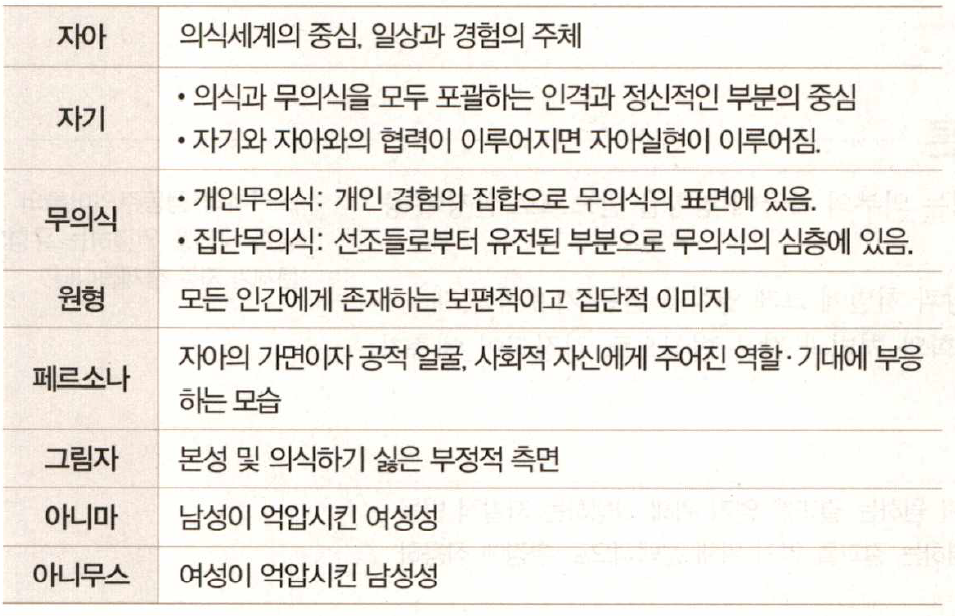 자아 의식세계의 중심, 일상과 경험의 주체
자기 • 의식과 무의식을 모두 포괄하는 인격과 정신적인 부분의 중심
• 자기와 자아와의 협력이 이루어지면 자아실현이 이루어짐.
무의식 • 개인무의식: 개인 경험의 집합으로 무의식의 표면에 있음.
• 집단무의식: 선조들로부터 유전된 부분으로 무의식의 심층에 있음.
원형 모든 인간에게 존재하는 보편적이고 집단적 이미지
페르소나 자아의 가면이자 공적 얼굴, 사회적 자신에게 주어진 역할·기대에 부응
하는 모습
그림자 본성 및 의식하기 싫은 부정적 측면
아니마 남성이 억압시킨 여성성
아니무스 여성이 억압시킨 남성성